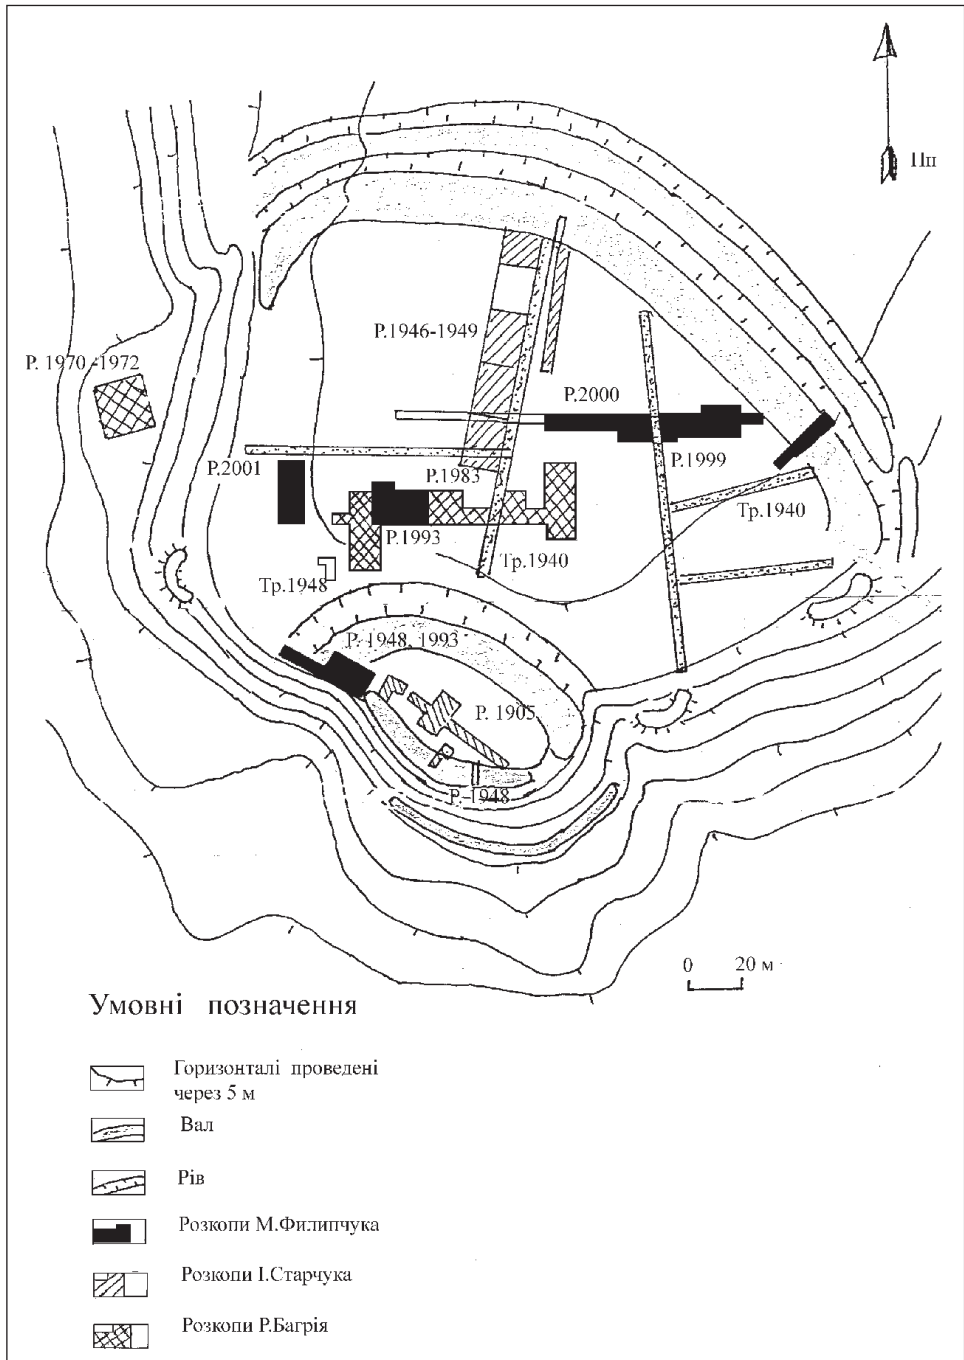 Пп
Р.1946-1949
Р. 1970 -1972
Р.2000
Р.2001
Р.1983
Р.1999
Тр.1940
Р.1993
Тр.1940
Тр.1948
Р. 1948, 1993
Р. 1905
Р. 1948
0 20 м
Умовні позначення
Горизонталі проведені
через 5 м
Вал
Рів
Розкопи М.Филипчука
Розкопи І.Старчука
Розкопи Р.Багрія